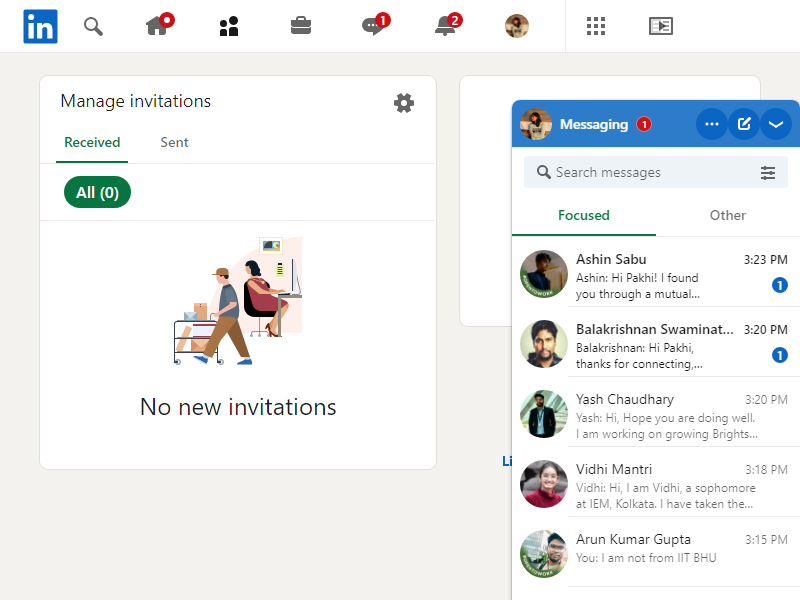 in
1
2
Manage invitations
Received
Sent
All (0)
No new invitations
Li
Messaging
1
Search messages
Focused
Other
Ashin Sabu
3:23 PM
Ashin: Hi Pakhi! I found
you through a mutual...
1
Balakrishnan Swaminat...
3:20 PM
Balakrishnan: Hi Pakhi,
thanks for connecting,...
1
Yash Chaudhary
3:20 PM
Yash: Hi, Hope you are doing well.
I am working on growing Brights...
Vidhi Mantri
3:18 PM
Vidhi: Hi, I am Vidhi, a sophomore
at IEM, Kolkata. I have taken the...
Arun Kumar Gupta
3:15 PM
You: I am not from IIT BHU